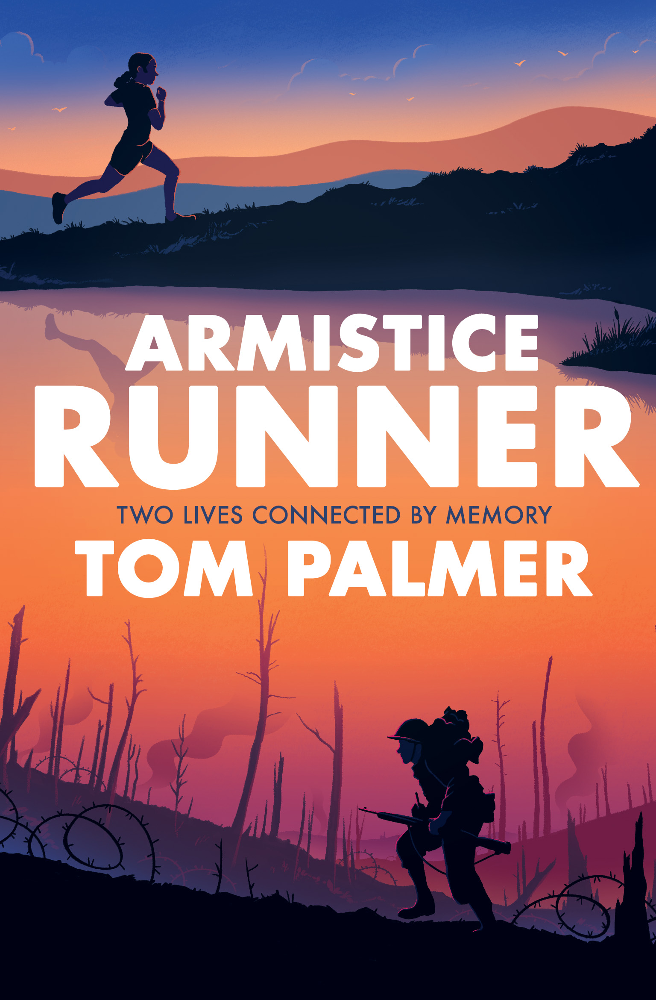 ARMISTICE
RUNNER
TWO LIVES CONNECTED BY MEMORY
TOM PALMER